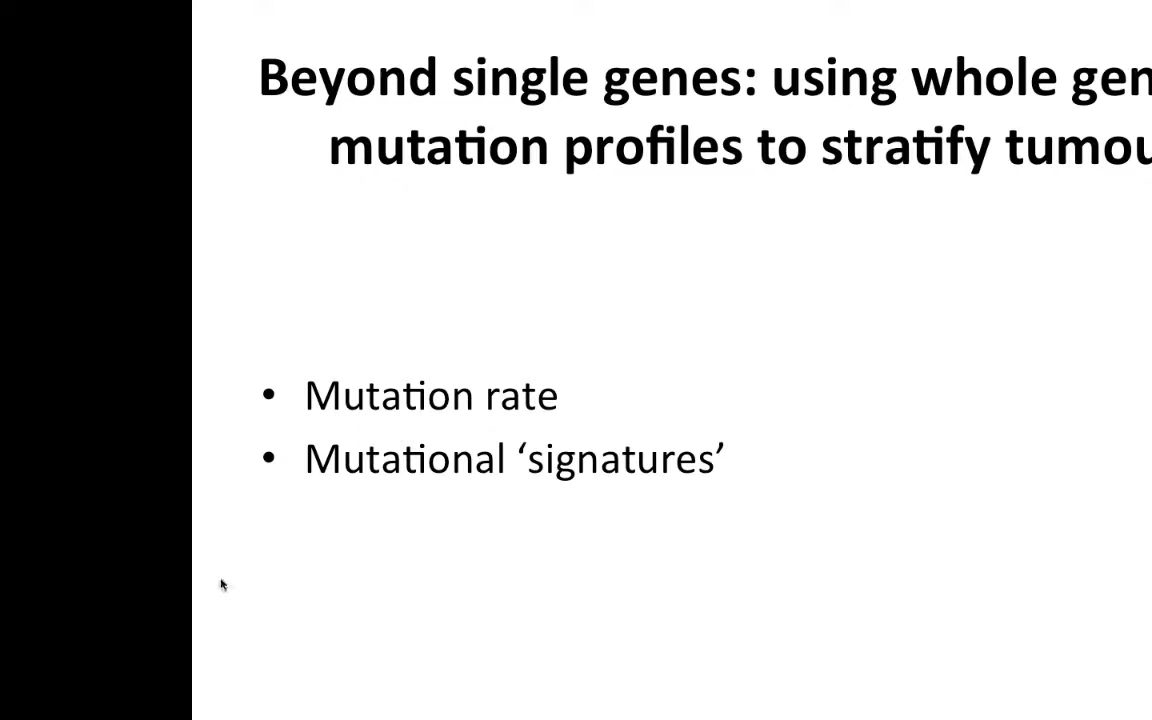 Beyond single genes: using whole gen
mutation profiles to stratify tumou
• Mutation rate
• Mutational ‘signatures’